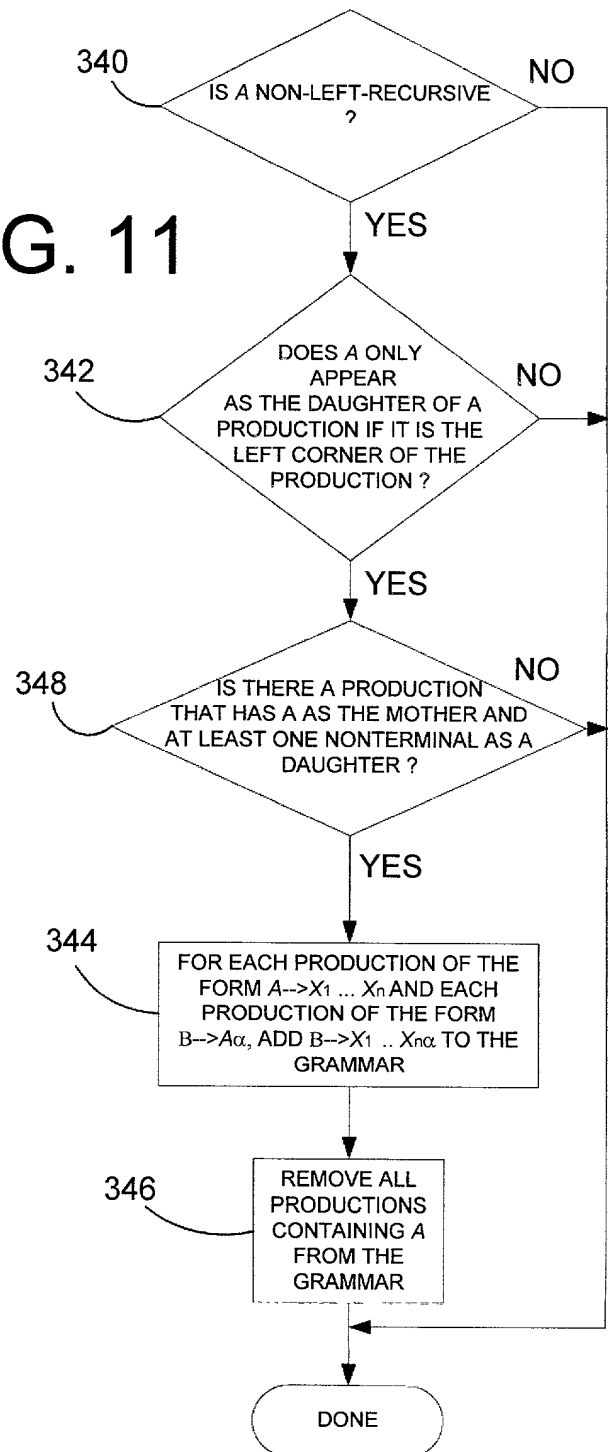 340
IS A NON-LEFT-RECURSIVE
?
NO
YES
G. 11
342
DOES A ONLY
APPEAR
AS THE DAUGHTER OF A
PRODUCTION IF IT IS THE
LEFT CORNER OF THE
PRODUCTION ?
NO
YES
348
IS THERE A PRODUCTION
THAT HAS A AS THE MOTHER AND
AT LEAST ONE NONTERMINAL AS A
DAUGHTER ?
NO
YES
344
FOR EACH PRODUCTION OF THE
FORM A-->X1 ... Xn AND EACH
PRODUCTION OF THE FORM
B-->Aα, ADD B-->X1 .. Xnα TO THE
GRAMMAR
346
REMOVE ALL
PRODUCTIONS
CONTAINING A
FROM THE
GRAMMAR
DONE